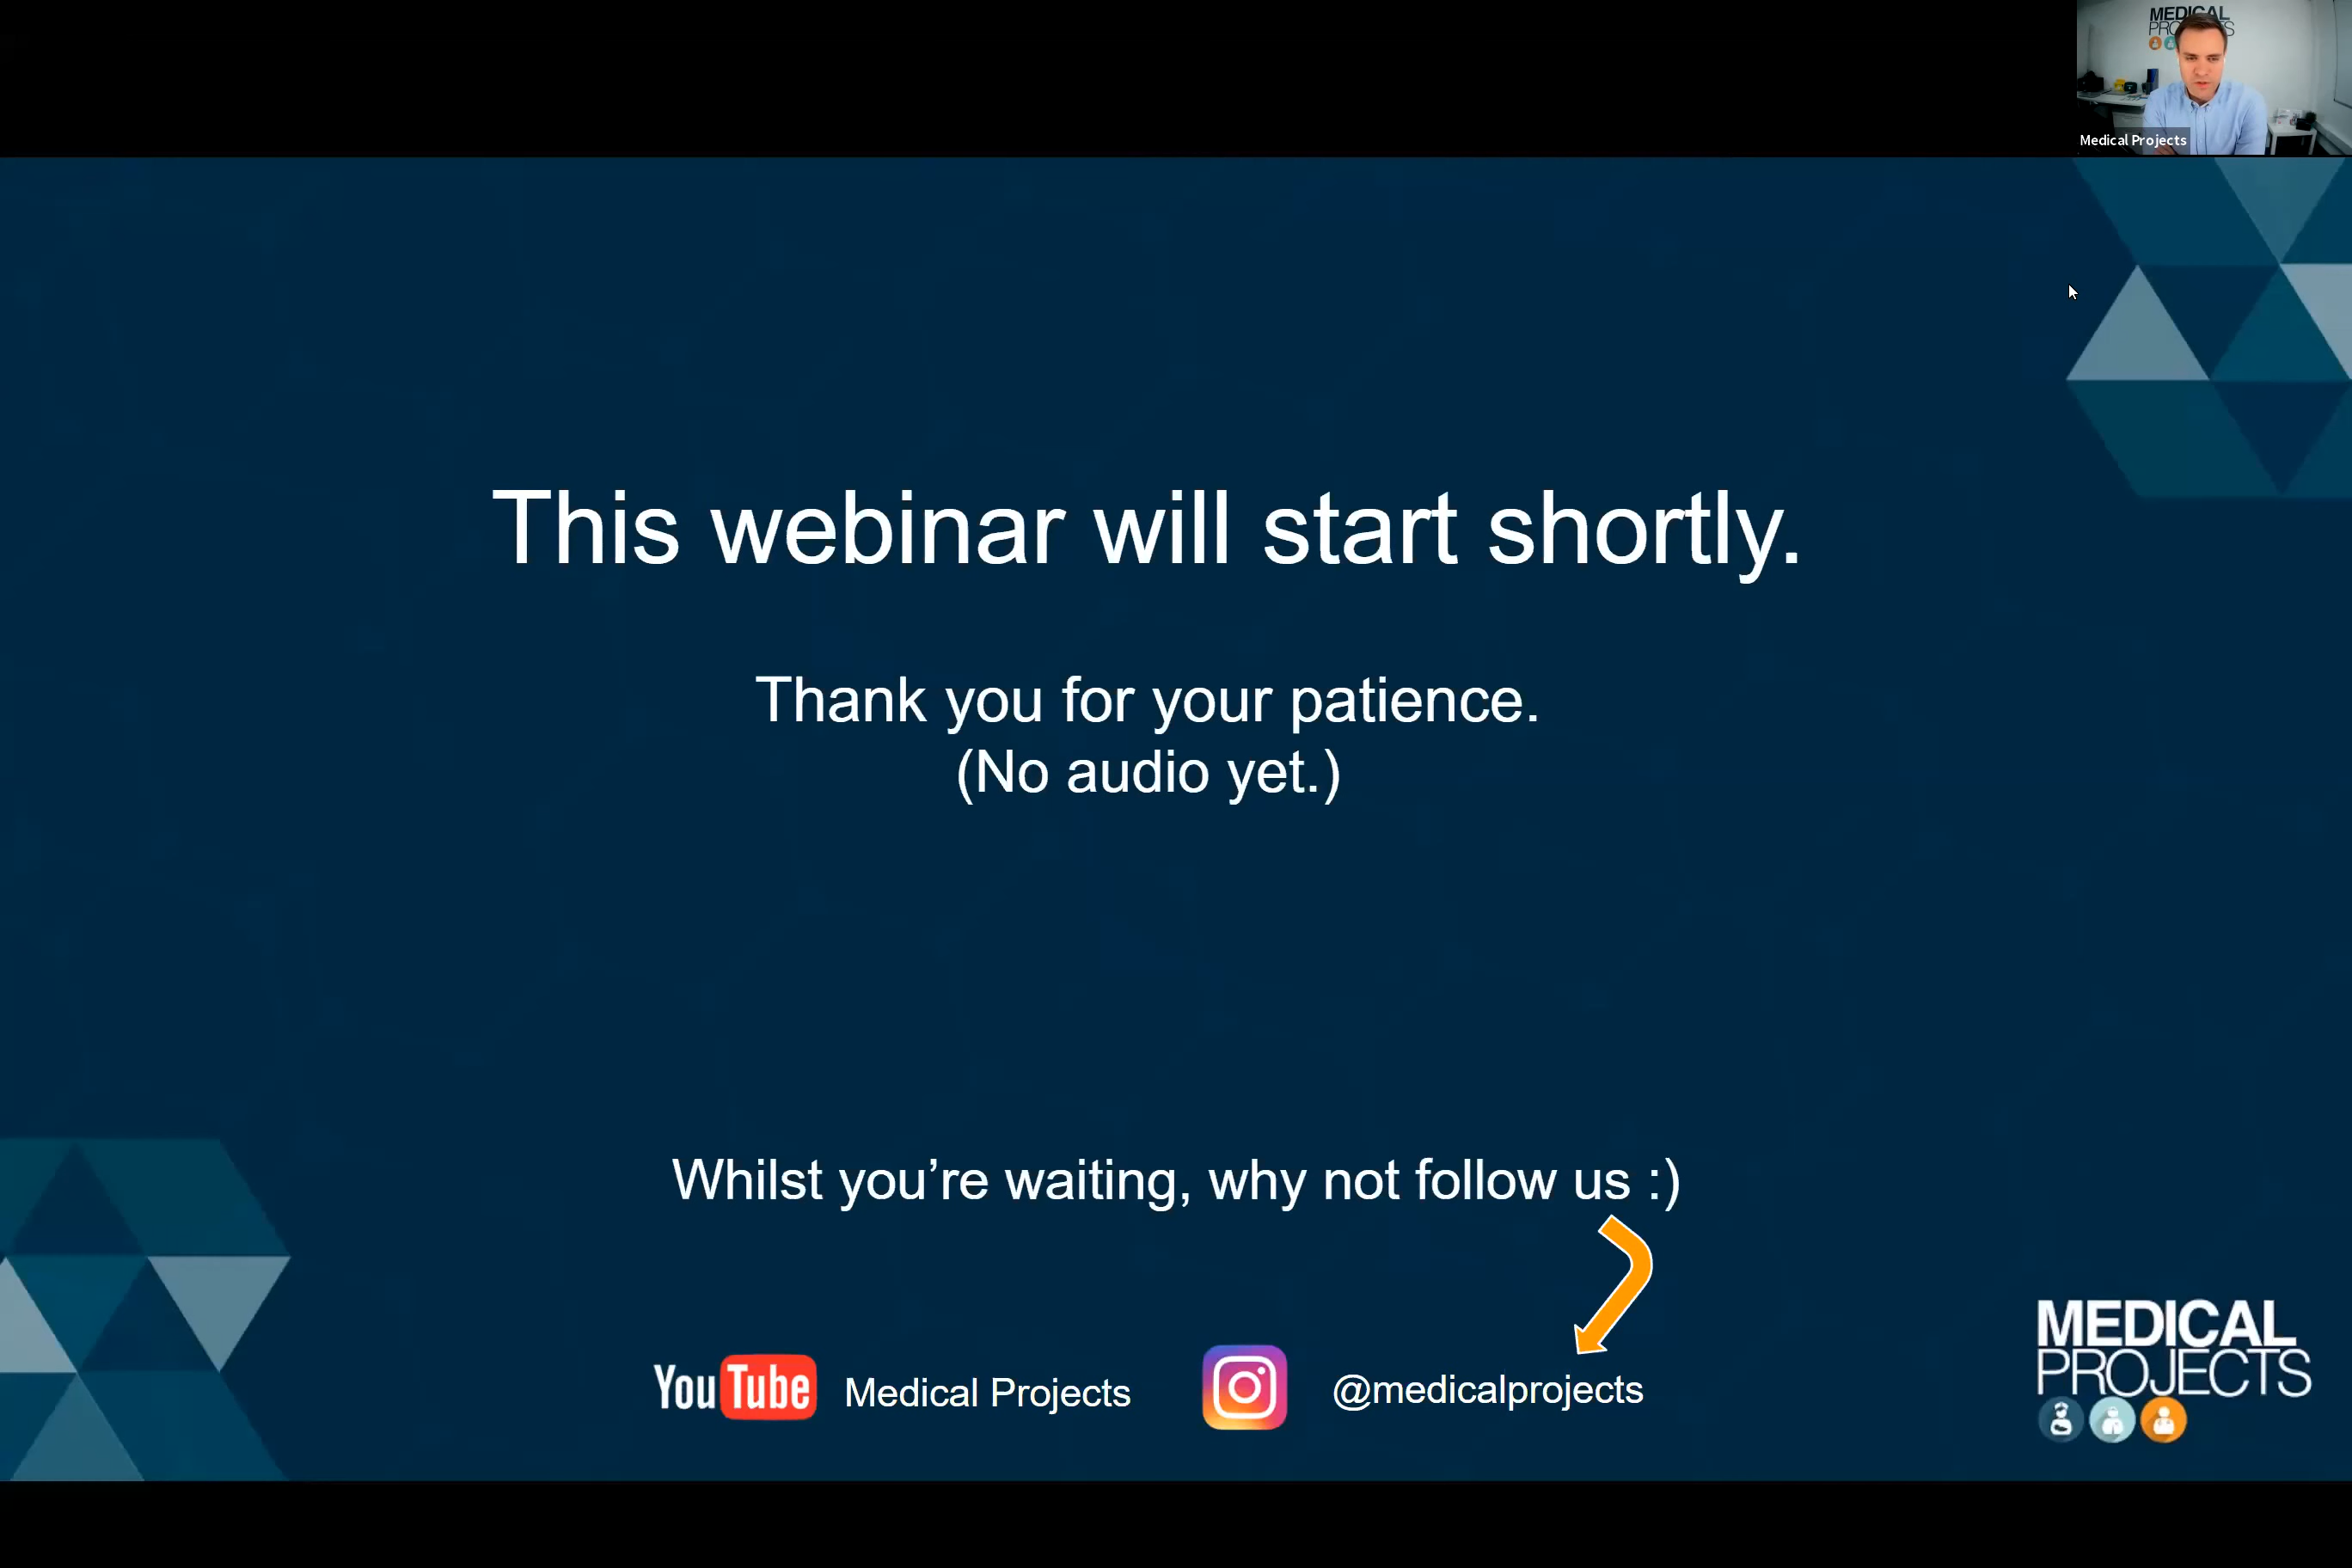 MEDICAL
Medical Projects
This webinar will start shortly.
Thank you for your patience.
(No audio yet.)
Whilst you’re waiting, why not follow us :)
YouTube Medical Projects @medicalprojects
MEDICAL
PROJECTS